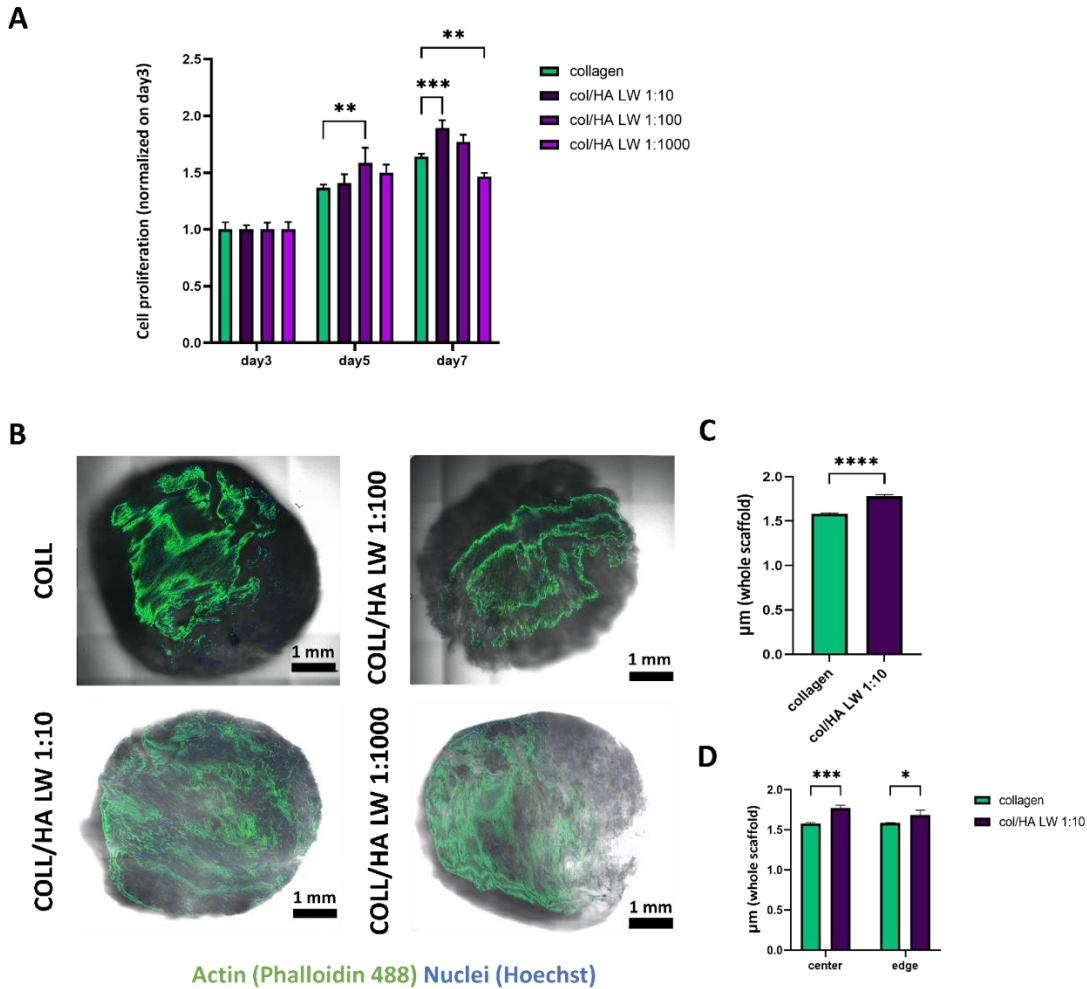 A
Cell proliferation (normalized on day3)
2.5
2.0
1.5
1.0
0.5
0.0
**
**
***
day3
day5
day7
collagen
col/HA LW 1:10
col/HA LW 1:100
col/HA LW 1:1000
B
COLL
1 mm
COLL/HA LW 1:100
1 mm
COLL/HA LW 1:10
1 mm
COLL/HA LW 1:1000
1 mm
Actin (Phalloidin 488) Nuclei (Hoechst)
C
µm (whole scaffold)
2.0
1.5
1.0
0.5
0.0
****
collagen
col/HA LW 1:10
D
µm (whole scaffold)
2.0
1.5
1.0
0.5
0.0
***
*
center
edge
collagen
col/HA LW 1:10